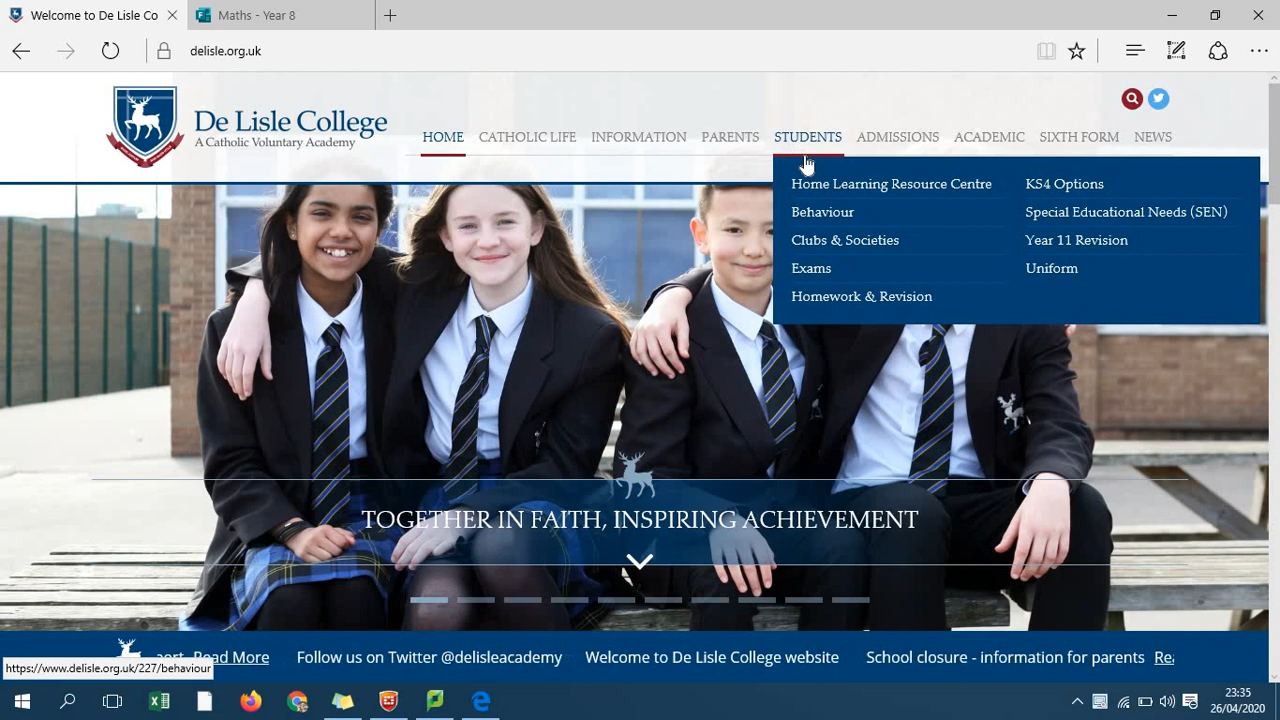 Welcome to De Lisle Co
Maths - Year 8
delisle.org.uk
De Lisle College
A Catholic Voluntary Academy
HOME CATHOLIC LIFE INFORMATION PARENTS STUDENTS ADMISSIONS ACADEMIC SIXTH FORM NEWS
Home Learning Resource Centre
Behaviour
Clubs & Societies
Exams
Homework & Revision
KS4 Options
Special Educational Needs (SEN)
Year 11 Revision
Uniform
TOGETHER IN FAITH, INSPIRING ACHIEVEMENT
port Read More Follow us on Twitter @delisleacademy Welcome to De Lisle College website School closure - information for parents Rea
https://www.delisle.org.uk/227/behaviour
23:35
26/04/2020